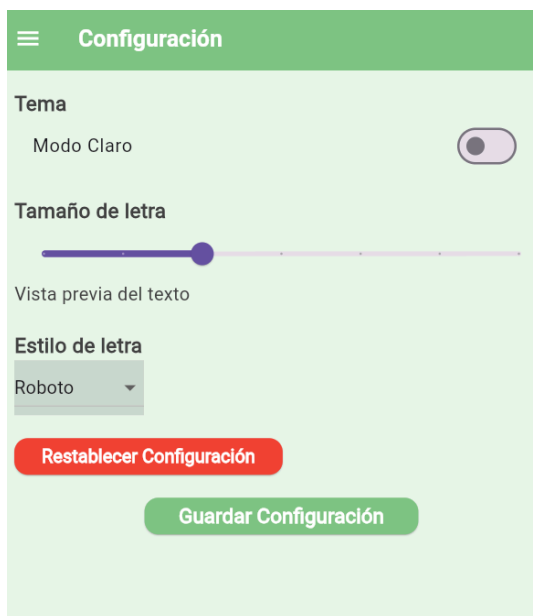 Configuración
Tema
Modo Claro
Tamaño de letra
Vista previa del texto
Estilo de letra
Roboto
Restablecer Configuración
Guardar Configuración